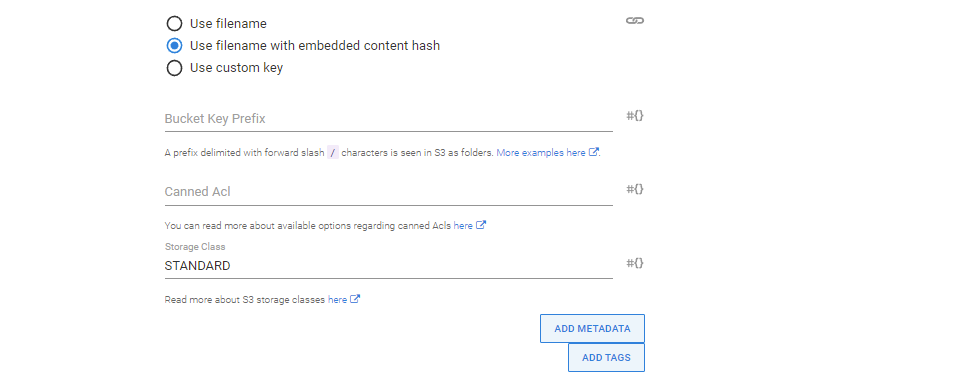 Use filename
Use filename with embedded content hash
Use custom key
Bucket Key Prefix
#{}
A prefix delimited with forward slash / characters is seen in S3 as folders. More examples here.
Canned Acl
#{}
You can read more about available options regarding canned Acls here
Storage Class
STANDARD
#{}
Read more about S3 storage classes here
ADD METADATA
ADD TAGS